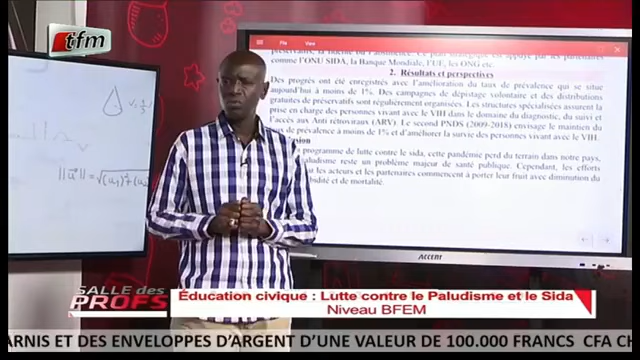 tfm
File View
comme l'ONU SIDA, la Banque Mondiale, l'UE, les ONG etc.
2. Résultats et perspectives
Des progrès ont été enregistrés avec l'amélioration du taux de prévalence qui se situe
aujourd'hui à moins de 1%. Des campagnes de dépistage volontaire et des distributions
gratuites de préservatifs sont régulièrement organisées. Les structures spécialisées assurent la
prise en charge des personnes vivant avec le VIH dans le domaine du diagnostic, du suivi et
l'accès aux Anti rétroviraux (ARV). Le second PNDS (2009-2018) envisage le maintien du
de prévalence à moins de 1% et d'améliorer la survie des personnes vivant avec le VIH.
programme de lutte contre le sida, cette pandémie perd du terrain dans notre pays,
paludisme reste un problème majeur de santé publique. Cependant, les efforts
les acteurs et les partenaires commencent à porter leur fruit avec diminution du
bidité et de mortalité.
||u|| = √(u₁)²+(u₂
ACCENT
SALLE des
PROFS
Éducation civique : Lutte contre le Paludisme et le Sida
Niveau BFEM
ARNIS ET DES ENVELOPPES D'ARGENT D'UNE VALEUR DE 100.000 FRANCS CFA CH